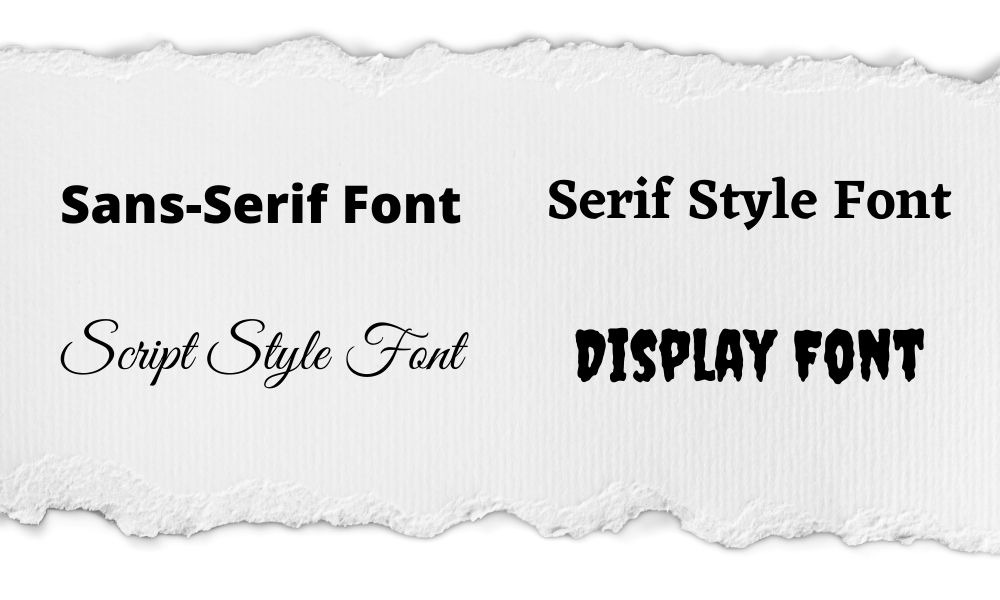 Sans-Serif Font
Serif Style Font
Script Style Font
DISPLAY FONT